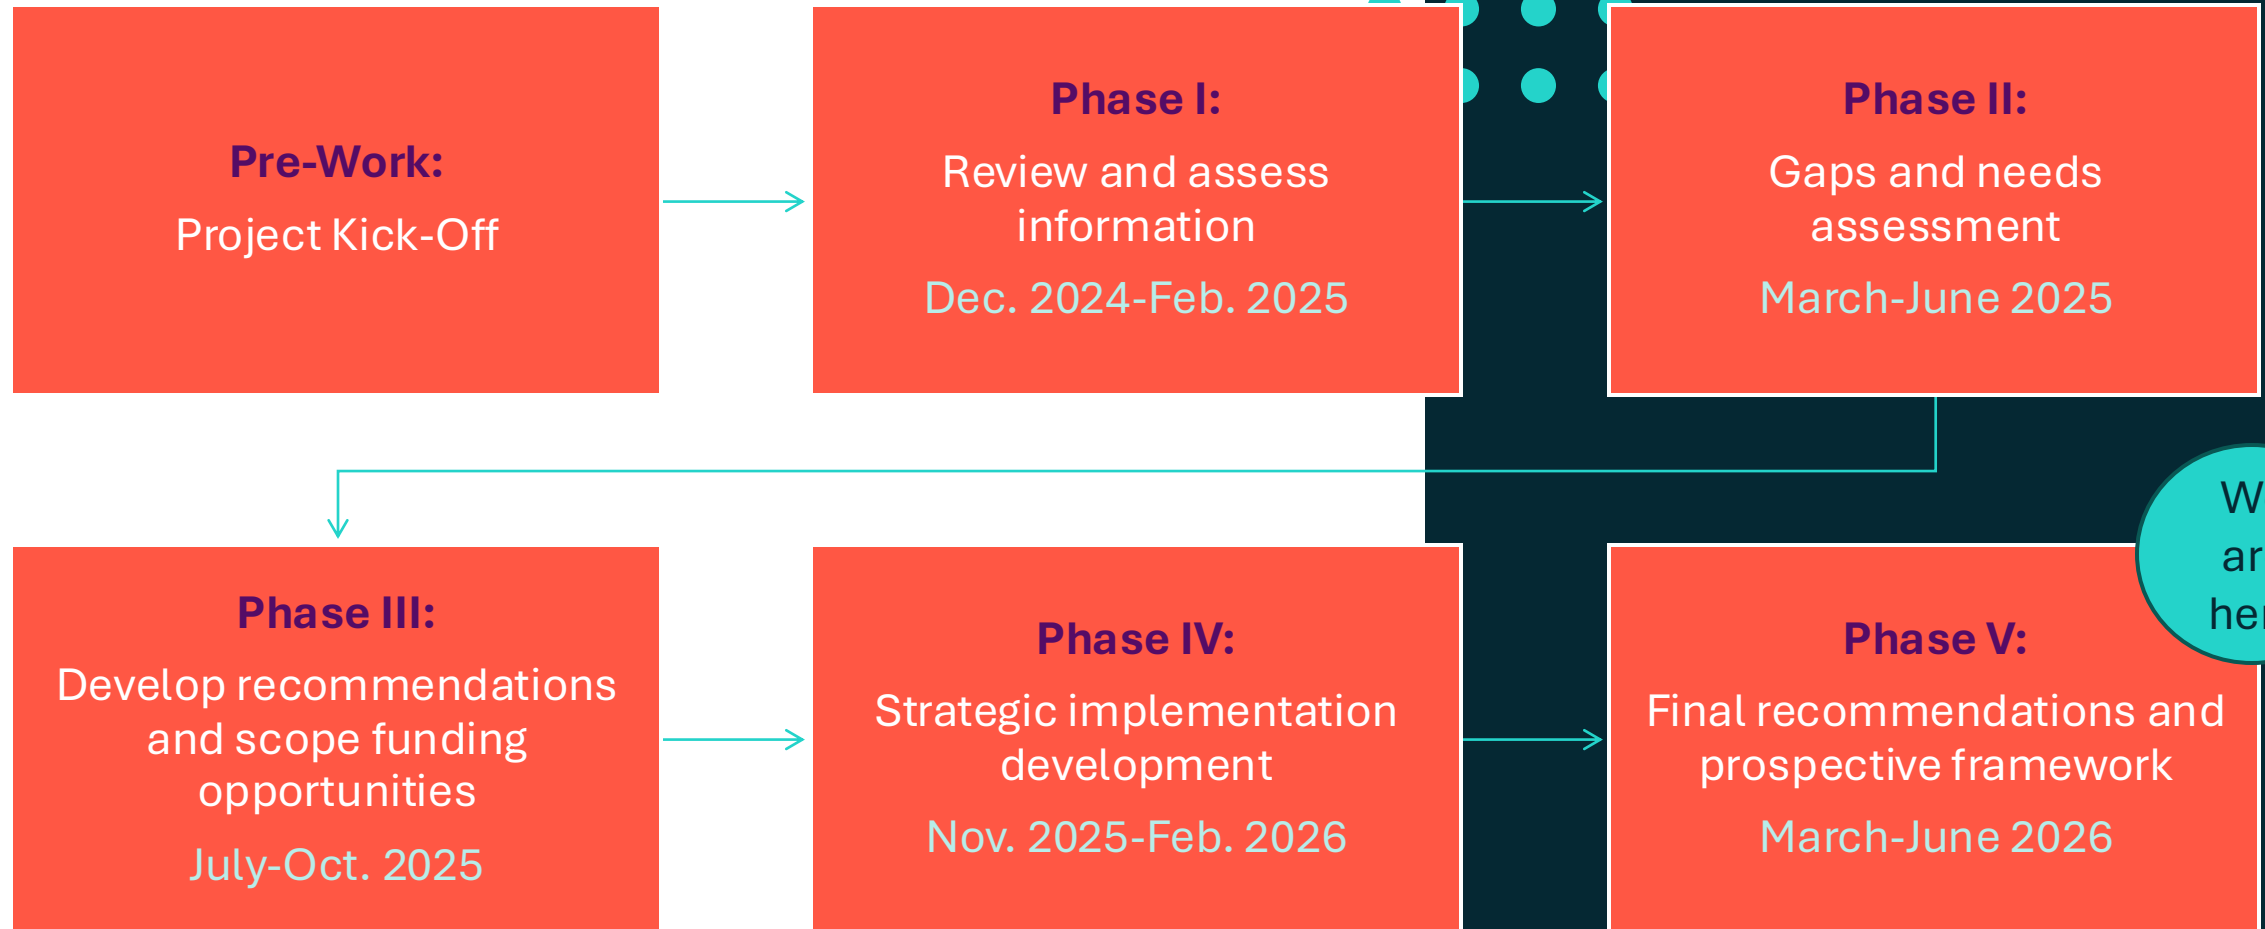 Pre-Work:
Project Kick-Off
Phase I:
Review and assess
information
Dec. 2024-Feb. 2025
Phase II:
Gaps and needs
assessment
March-June 2025
Phase III:
Develop recommendations
and scope funding
opportunities
July-Oct. 2025
Phase IV:
Strategic implementation
development
Nov. 2025-Feb. 2026
Phase V:
Final recommendations and
prospective framework
March-June 2026